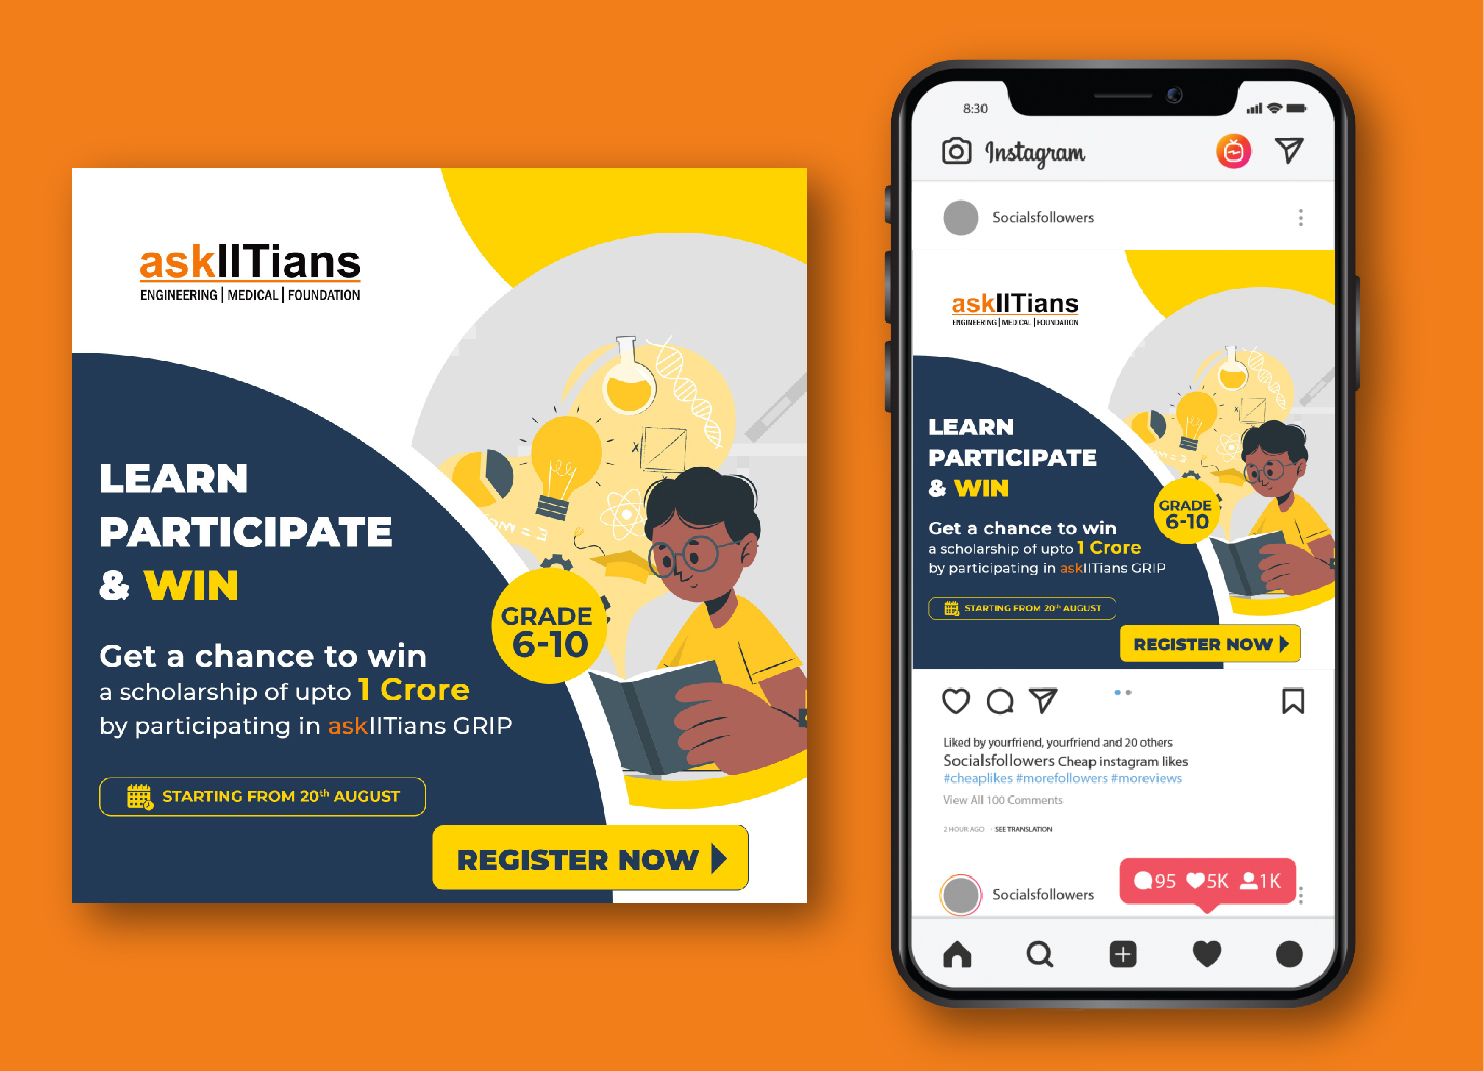 askIITians
ENGINEERING | MEDICAL | FOUNDATION
LEARN
PARTICIPATE
& WIN
Get a chance to win
a scholarship of upto 1 Crore
by participating in askIITians GRIP
STARTING FROM 20th AUGUST
GRADE
6-10
REGISTER NOW
OM = 3
x
8:30
Instagram
Socialsfollowers
askIITians
ENGINEERING | MEDICAL | FOUNDATION
LEARN
PARTICIPATE
& WIN
Get a chance to win
a scholarship of upto 1 Crore
by participating in askIITians GRIP
STARTING FROM 20th AUGUST
GRADE
6-10
REGISTER NOW
Liked by yourfriend, yourfriend and 20 others
Socialsfollowers Cheap instagram likes
#cheaplikes #morefollowers #moreviews
View All 100 Comments
2 HOUR AGO · SEE TRANSLATION
Socialsfollowers
95 5K 1K